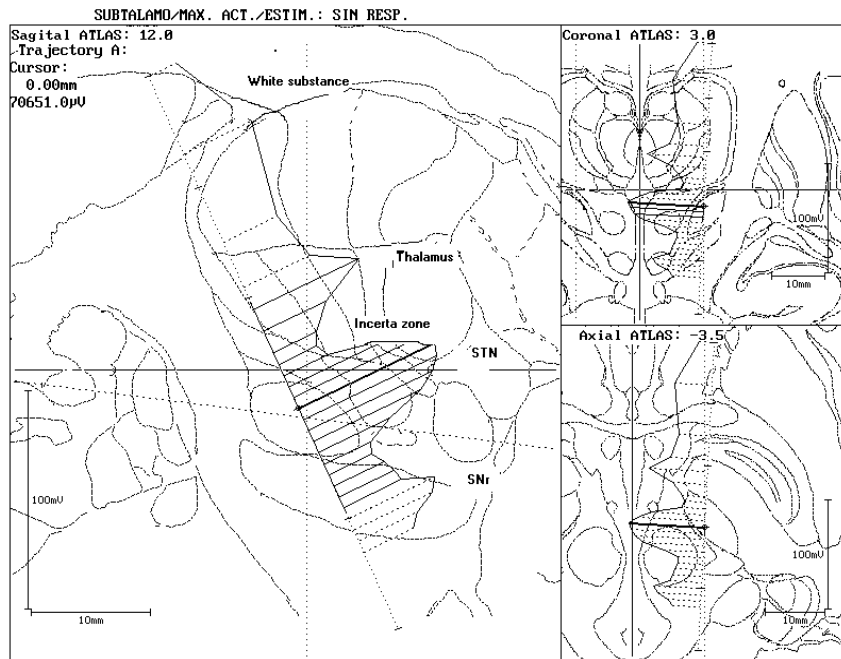 SUBTALAMO/MAX. ACT./ESTIM.: SIN RESP.
Sagital ATLAS: 12.0
Trajectory A:
Cursor:
0.00mm
70651.0µV
White substance
Thalamus
Incerta zone
STN
SNr
100mV
10mm
Coronal ATLAS: 3.0
100mV
10mm
Axial ATLAS: -3.5
100mV
10mm